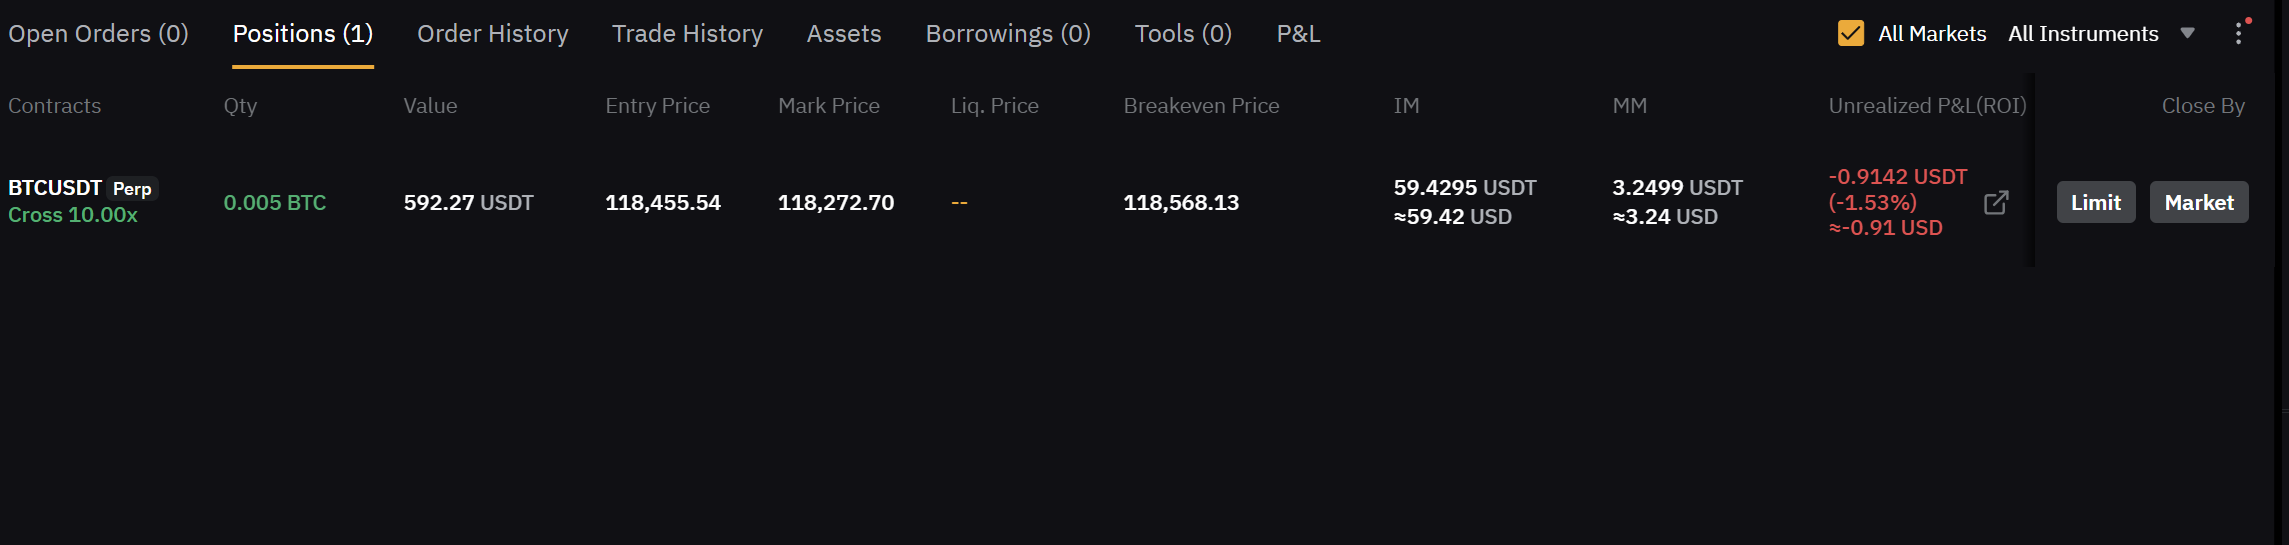 Open Orders (0) Positions (1) Order History Trade History Assets Borrowings (0) Tools (0) P&L All Markets All Instruments
Contracts Qty Value Entry Price Mark Price Liq. Price Breakeven Price IM MM Unrealized P&L(ROI) Close By
BTCUSDT Perp
Cross 10.00x
0.005 BTC
592.27 USDT
118,455.54
118,272.70
--
118,568.13
59.4295 USDT
≈59.42 USD
3.2499 USDT
≈3.24 USD
-0.9142 USDT
(-1.53%)
≈-0.91 USD
Limit
Market